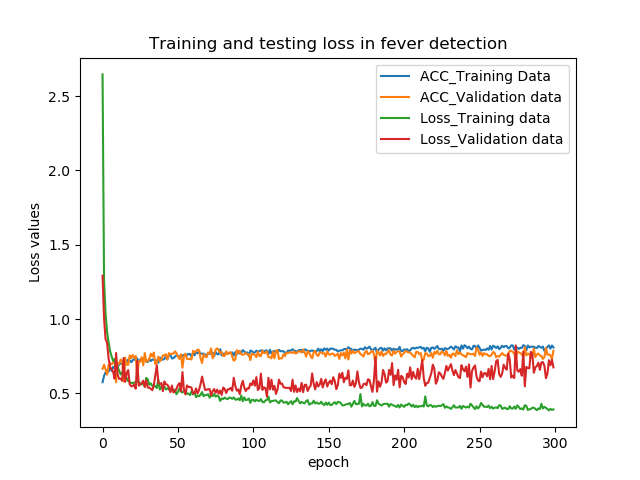 Training and testing loss in fever detection
ACC_Training Data
ACC_Validation data
Loss_Training data
Loss_Validation data
Loss values
2.5
2.0
1.5
1.0
0.5
0
50
100
150
200
250
300
epoch